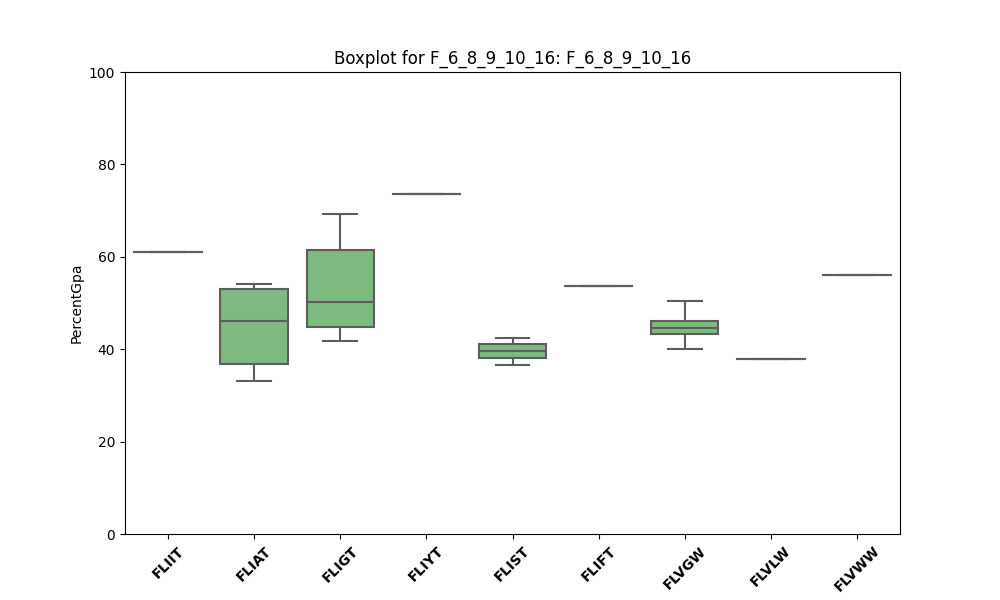 Boxplot for F_6_8_9_10_16: F_6_8_9_10_16
100
80
60
40
20
0
PercentGpa
FLIIT
FLIAT
FLIGT
FLIYT
FLIST
FLIFT
FLVGW
FLVLW
FLVWW